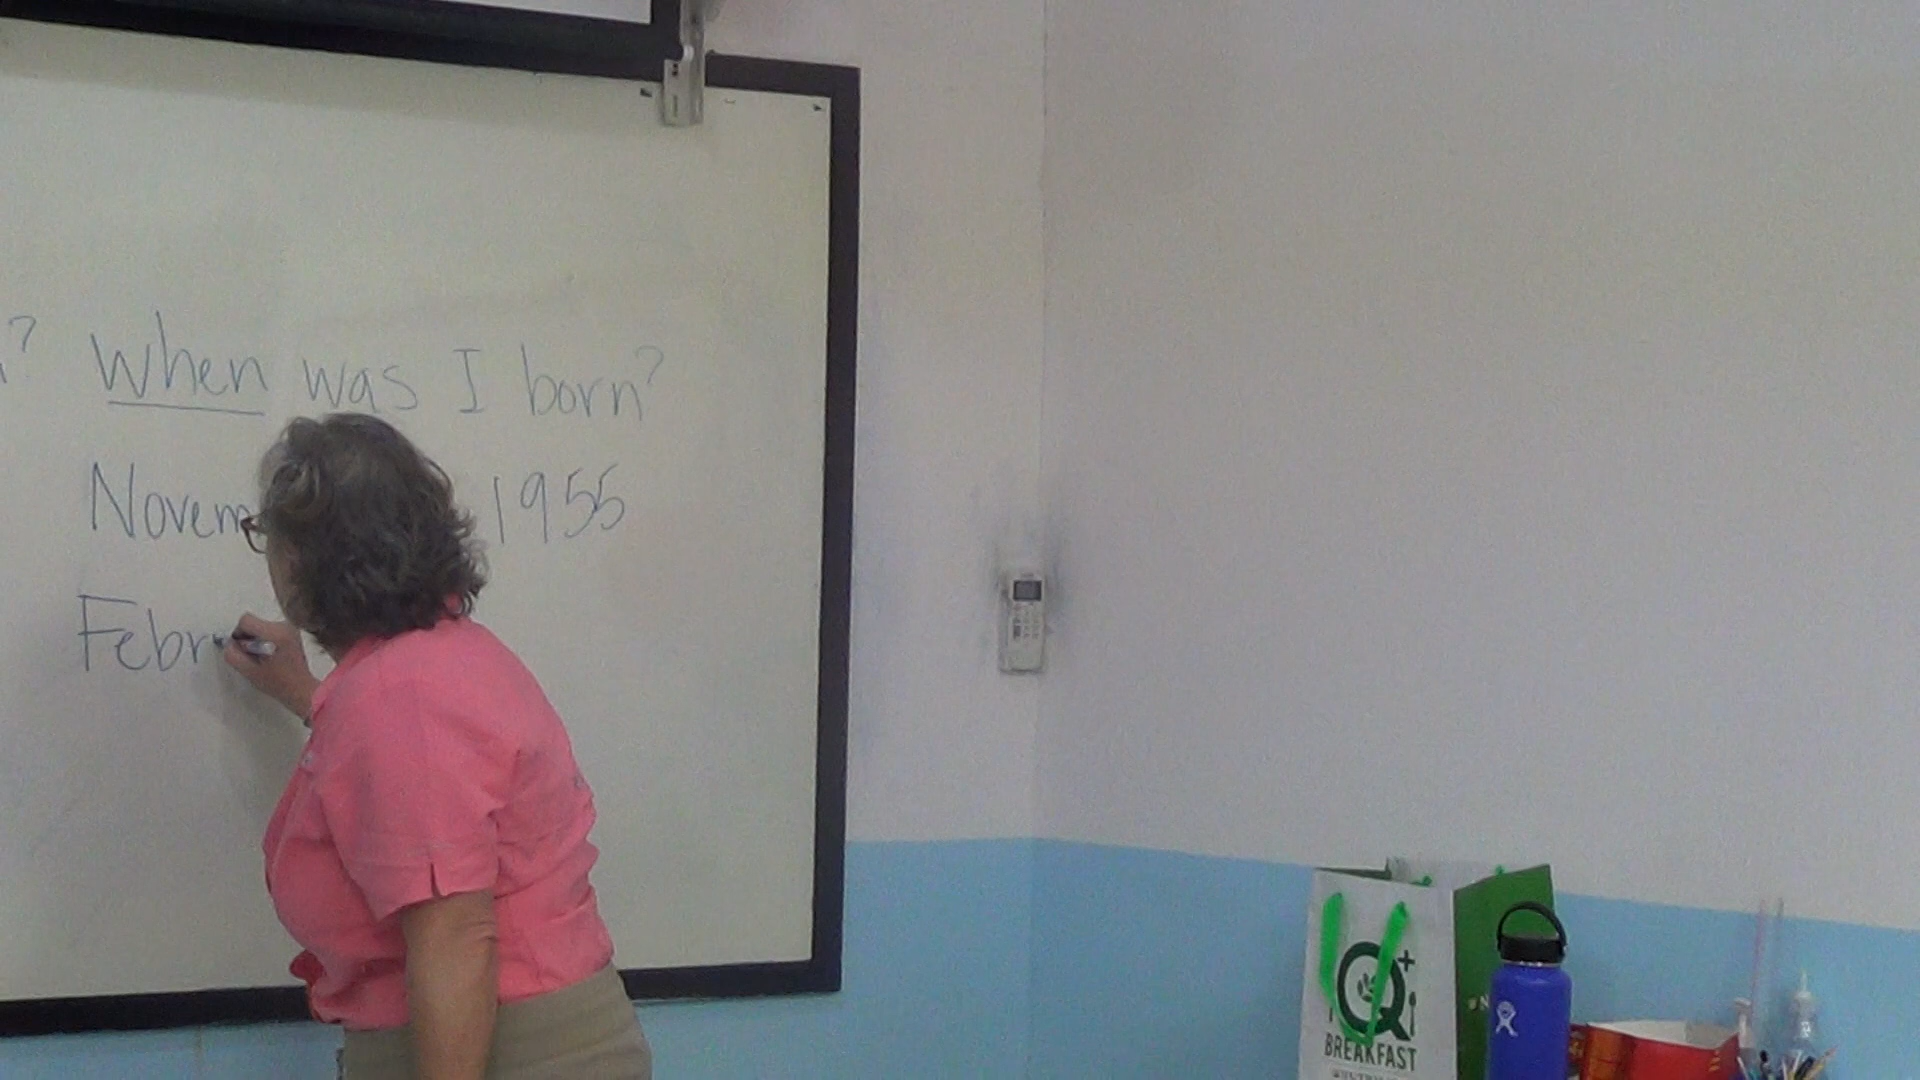 ? When was I born?
Novem 1955
Febr
Q+
BREAKFAST